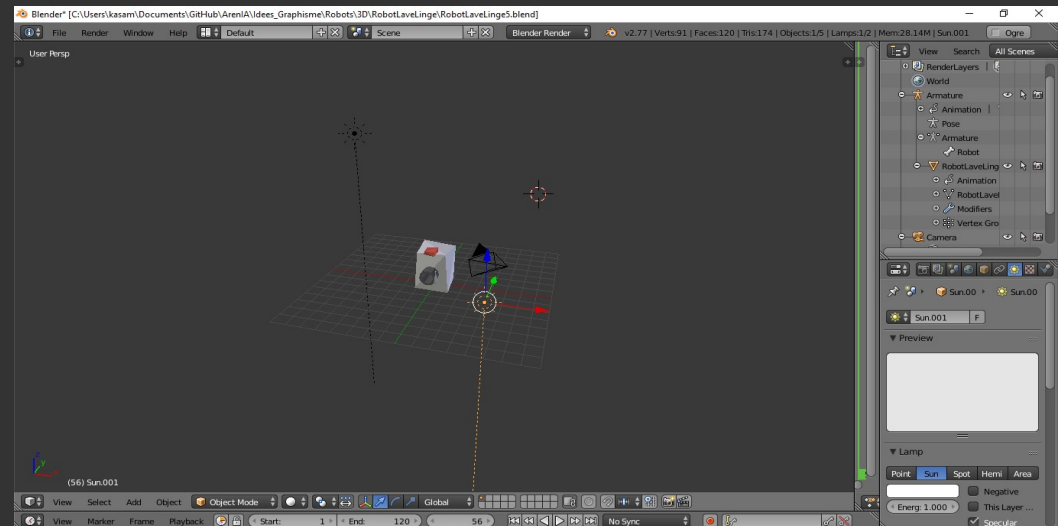 Blender* [C:\Users\kasam\Documents\GitHub\ArenIA\Idees_Graphisme\Robots\3D\RobotLaveLinge\RobotLaveLinge5.blend]
File Render Window Help Default Scene Blender Render v2.77 | Verts:91 | Faces:120 | Tris:174 | Objects:1/5 | Lamps:1/2 | Mem:28.14M | Sun.001 Ogre
User Persp
View Search All Scenes
RenderLayers |
World
Armature
Animation |
Pose
Armature
Robot
RobotLaveLing
Animation
RobotLavel
Modifiers
Vertex Gro
Camera
Sun.00 Sun.00
Sun.001 F
Preview
Lamp
Point Sun Spot Hemi Area
Negative
Energ: 1.000 This Layer ...
Specular
z
y
(56) Sun.001
View Select Add Object Object Mode Global
View Marker Frame Playback Start: 1 End: 120 56 No Sync